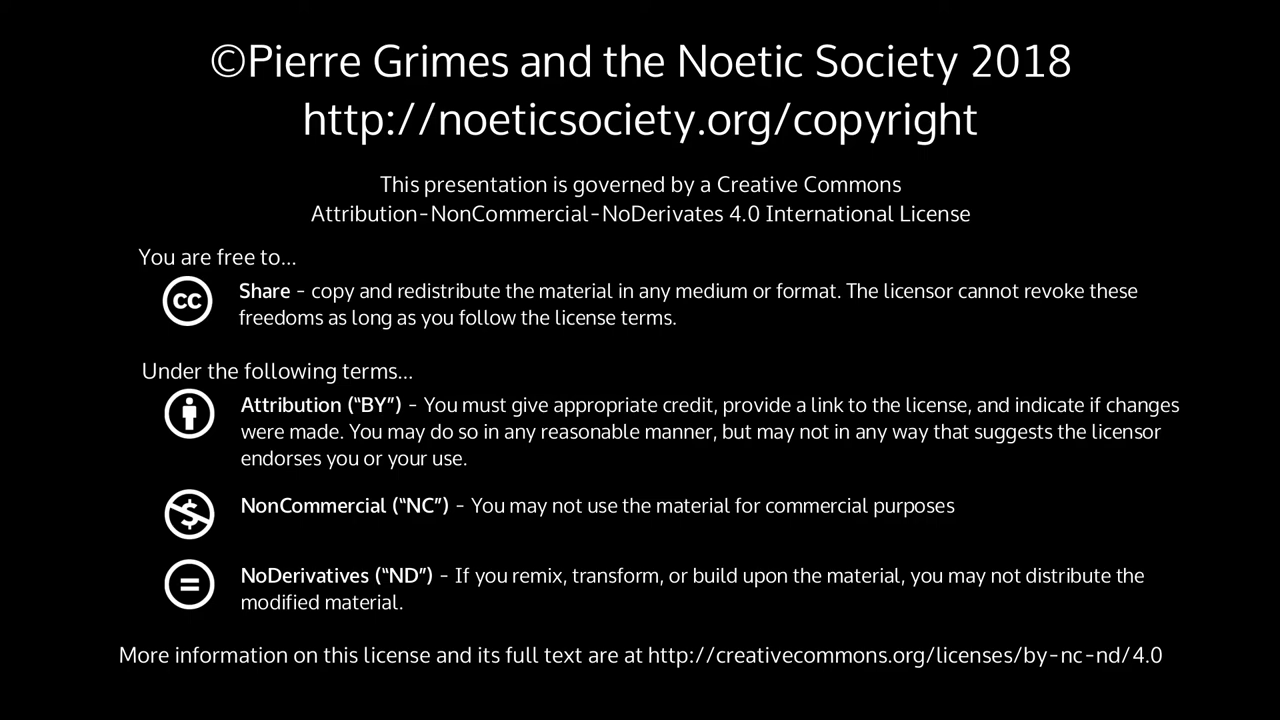 ©Pierre Grimes and the Noetic Society 2018
http://noeticsociety.org/copyright
This presentation is governed by a Creative Commons
Attribution-NonCommercial-NoDerivates 4.0 International License
You are free to...
cc
Share - copy and redistribute the material in any medium or format. The licensor cannot revoke these
freedoms as long as you follow the license terms.
Under the following terms...
Attribution (“BY”) - You must give appropriate credit, provide a link to the license, and indicate if changes
were made. You may do so in any reasonable manner, but may not in any way that suggests the licensor
endorses you or your use.
NonCommercial (“NC”) - You may not use the material for commercial purposes
NoDerivatives (“ND”) - If you remix, transform, or build upon the material, you may not distribute the
modified material.
More information on this license and its full text are at http://creativecommons.org/licenses/by-nc-nd/4.0